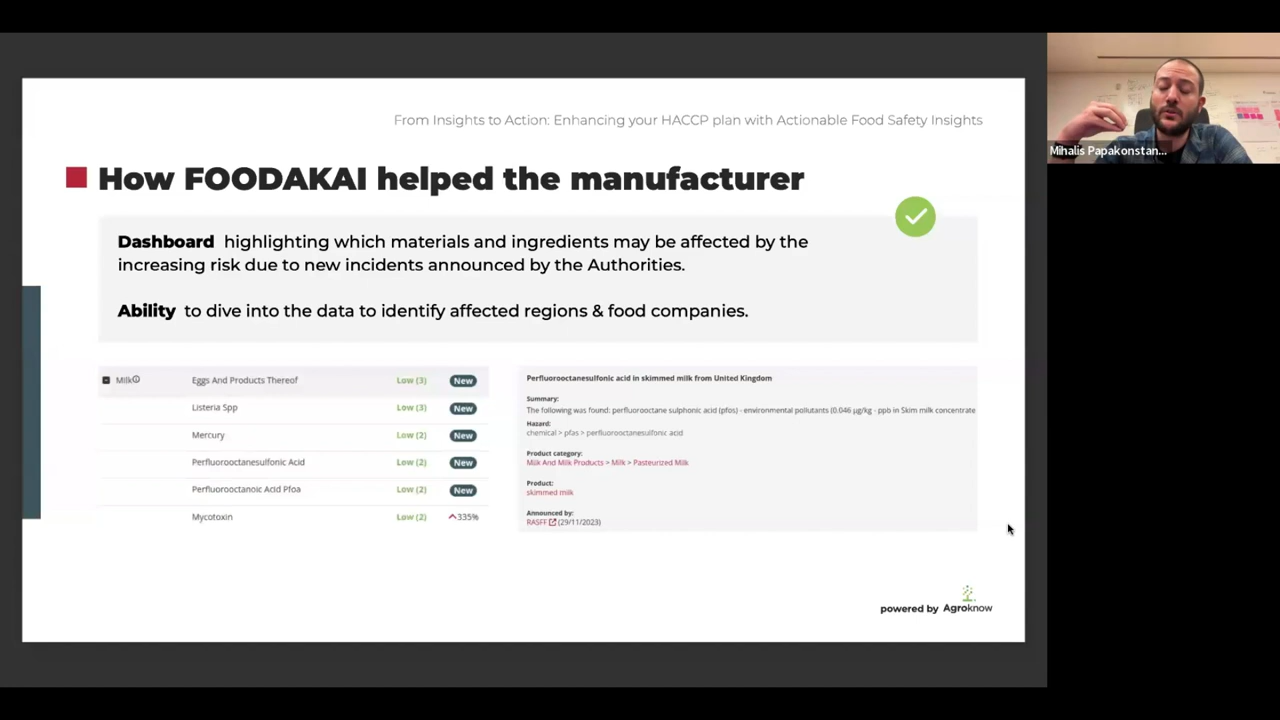 From Insights to Action: Enhancing your HACCP plan with Actionable Food Safety Insights
How FOODAKAI helped the manufacturer
Dashboard highlighting which materials and ingredients may be affected by the
increasing risk due to new incidents announced by the Authorities.
Ability to dive into the data to identify affected regions & food companies.
Milk Eggs And Products Thereof Low (3) New
Listeria Spp Low (3) New
Mercury Low (2) New
Perfluorooctanesulfonic Acid Low (2) New
Perfluorooctanoic Acid Pfoa Low (2) New
Mycotoxin Low (2) 335%
Perfluorooctanesulfonic acid in skimmed milk from United Kingdom
Summary:
The following was found: perfluorooctane sulphonic acid (pfos) - environmental pollutants (0.046 µg/kg - ppb in Skim milk concentrate
Hazard:
chemical > pfas > perfluorooctanesulfonic acid
Product category:
Milk And Milk Products > Milk > Pasteurized Milk
Product:
skimmed milk
Announced by:
RASFF (29/11/2023)
powered by Agroknow
Mihalis Papakonstan...